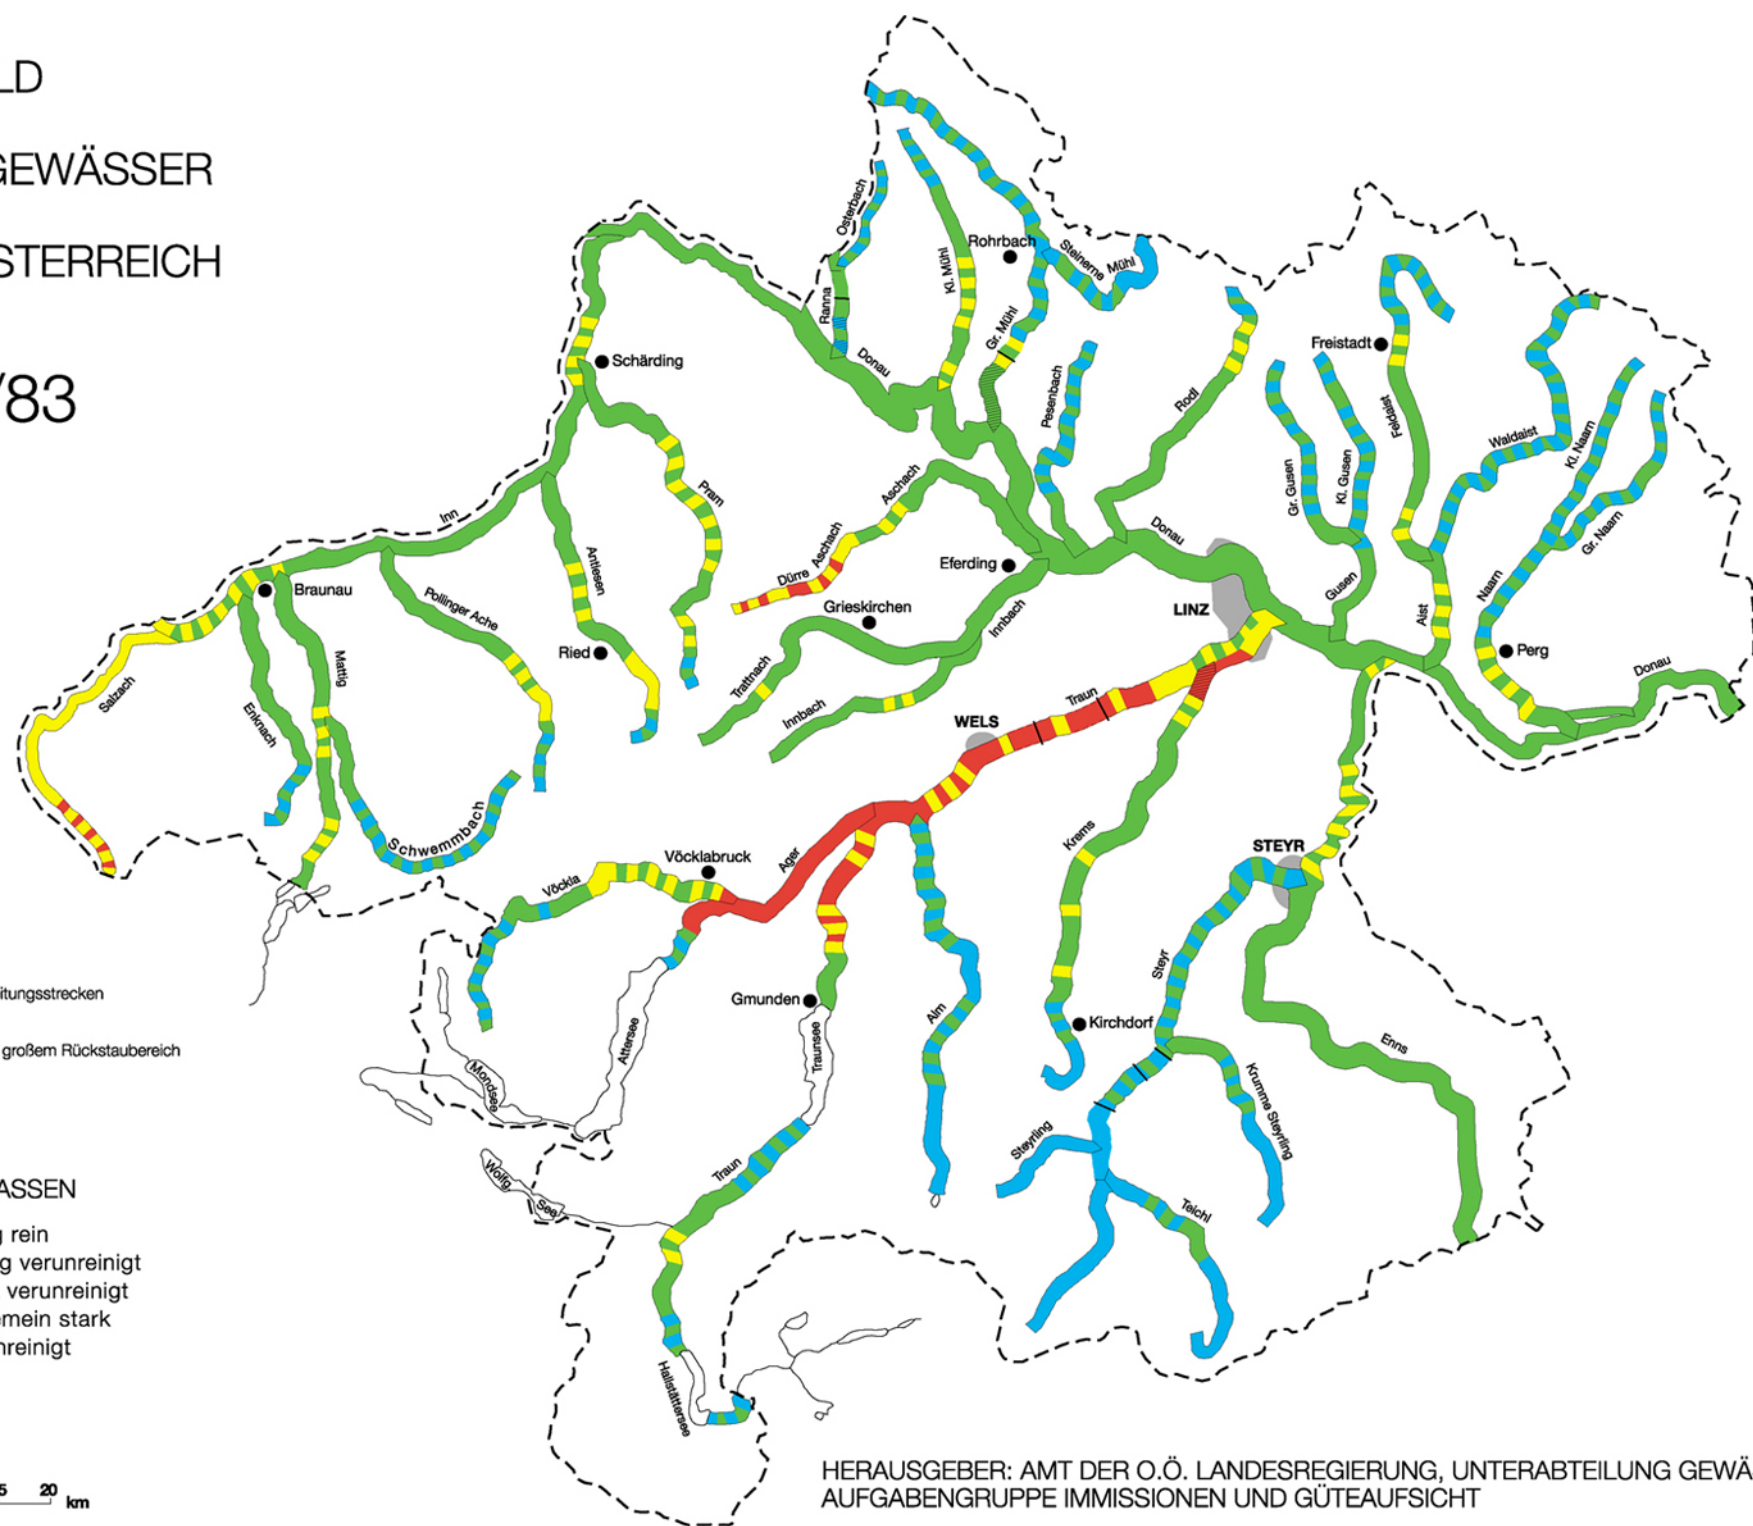 LD
GEWÄSSER
STERREICH
/83
Osterbach
Rohrbach
Steinerne Mühl
Kl. Mühl
Ranna
Gr. Mühl
Donau
Schärding
Freistadt
Pesenbach
Rodl
Feldaist
Waldaist
Kl. Naarn
Gr. Gusen
Kl. Gusen
Gr. Naarn
Inn
Pram
Aschach
Dürre Aschach
Donau
Antiesen
Eferding
Braunau
Pollinger Ache
Grieskirchen
LINZ
Gusen
Aist
Naarn
Innbach
Ried
Perg
Mattig
Salzach
Enknach
Trattnach
Innbach
Traun
WELS
Donau
Schwemmbach
Krems
Vöcklabruck
Ager
STEYR
Vöckla
Steyr
itungsstrecken
Gmunden
Alm
Kirchdorf
Attersee
Traunsee
Enns
großem Rückstaubereich
Mondsee
Krumme Steyrling
Steyrling
Traun
Wolfg.
See
Teichl
ASSEN
g rein
g verunreinigt
verunreinigt
emein stark
nreinigt
Hallstättersee
5 20 km
HERAUSGEBER: AMT DER O.Ö. LANDESREGIERUNG, UNTERABTEILUNG GEWÄ
AUFGABENGRUPPE IMMISSIONEN UND GÜTEAUFSICHT